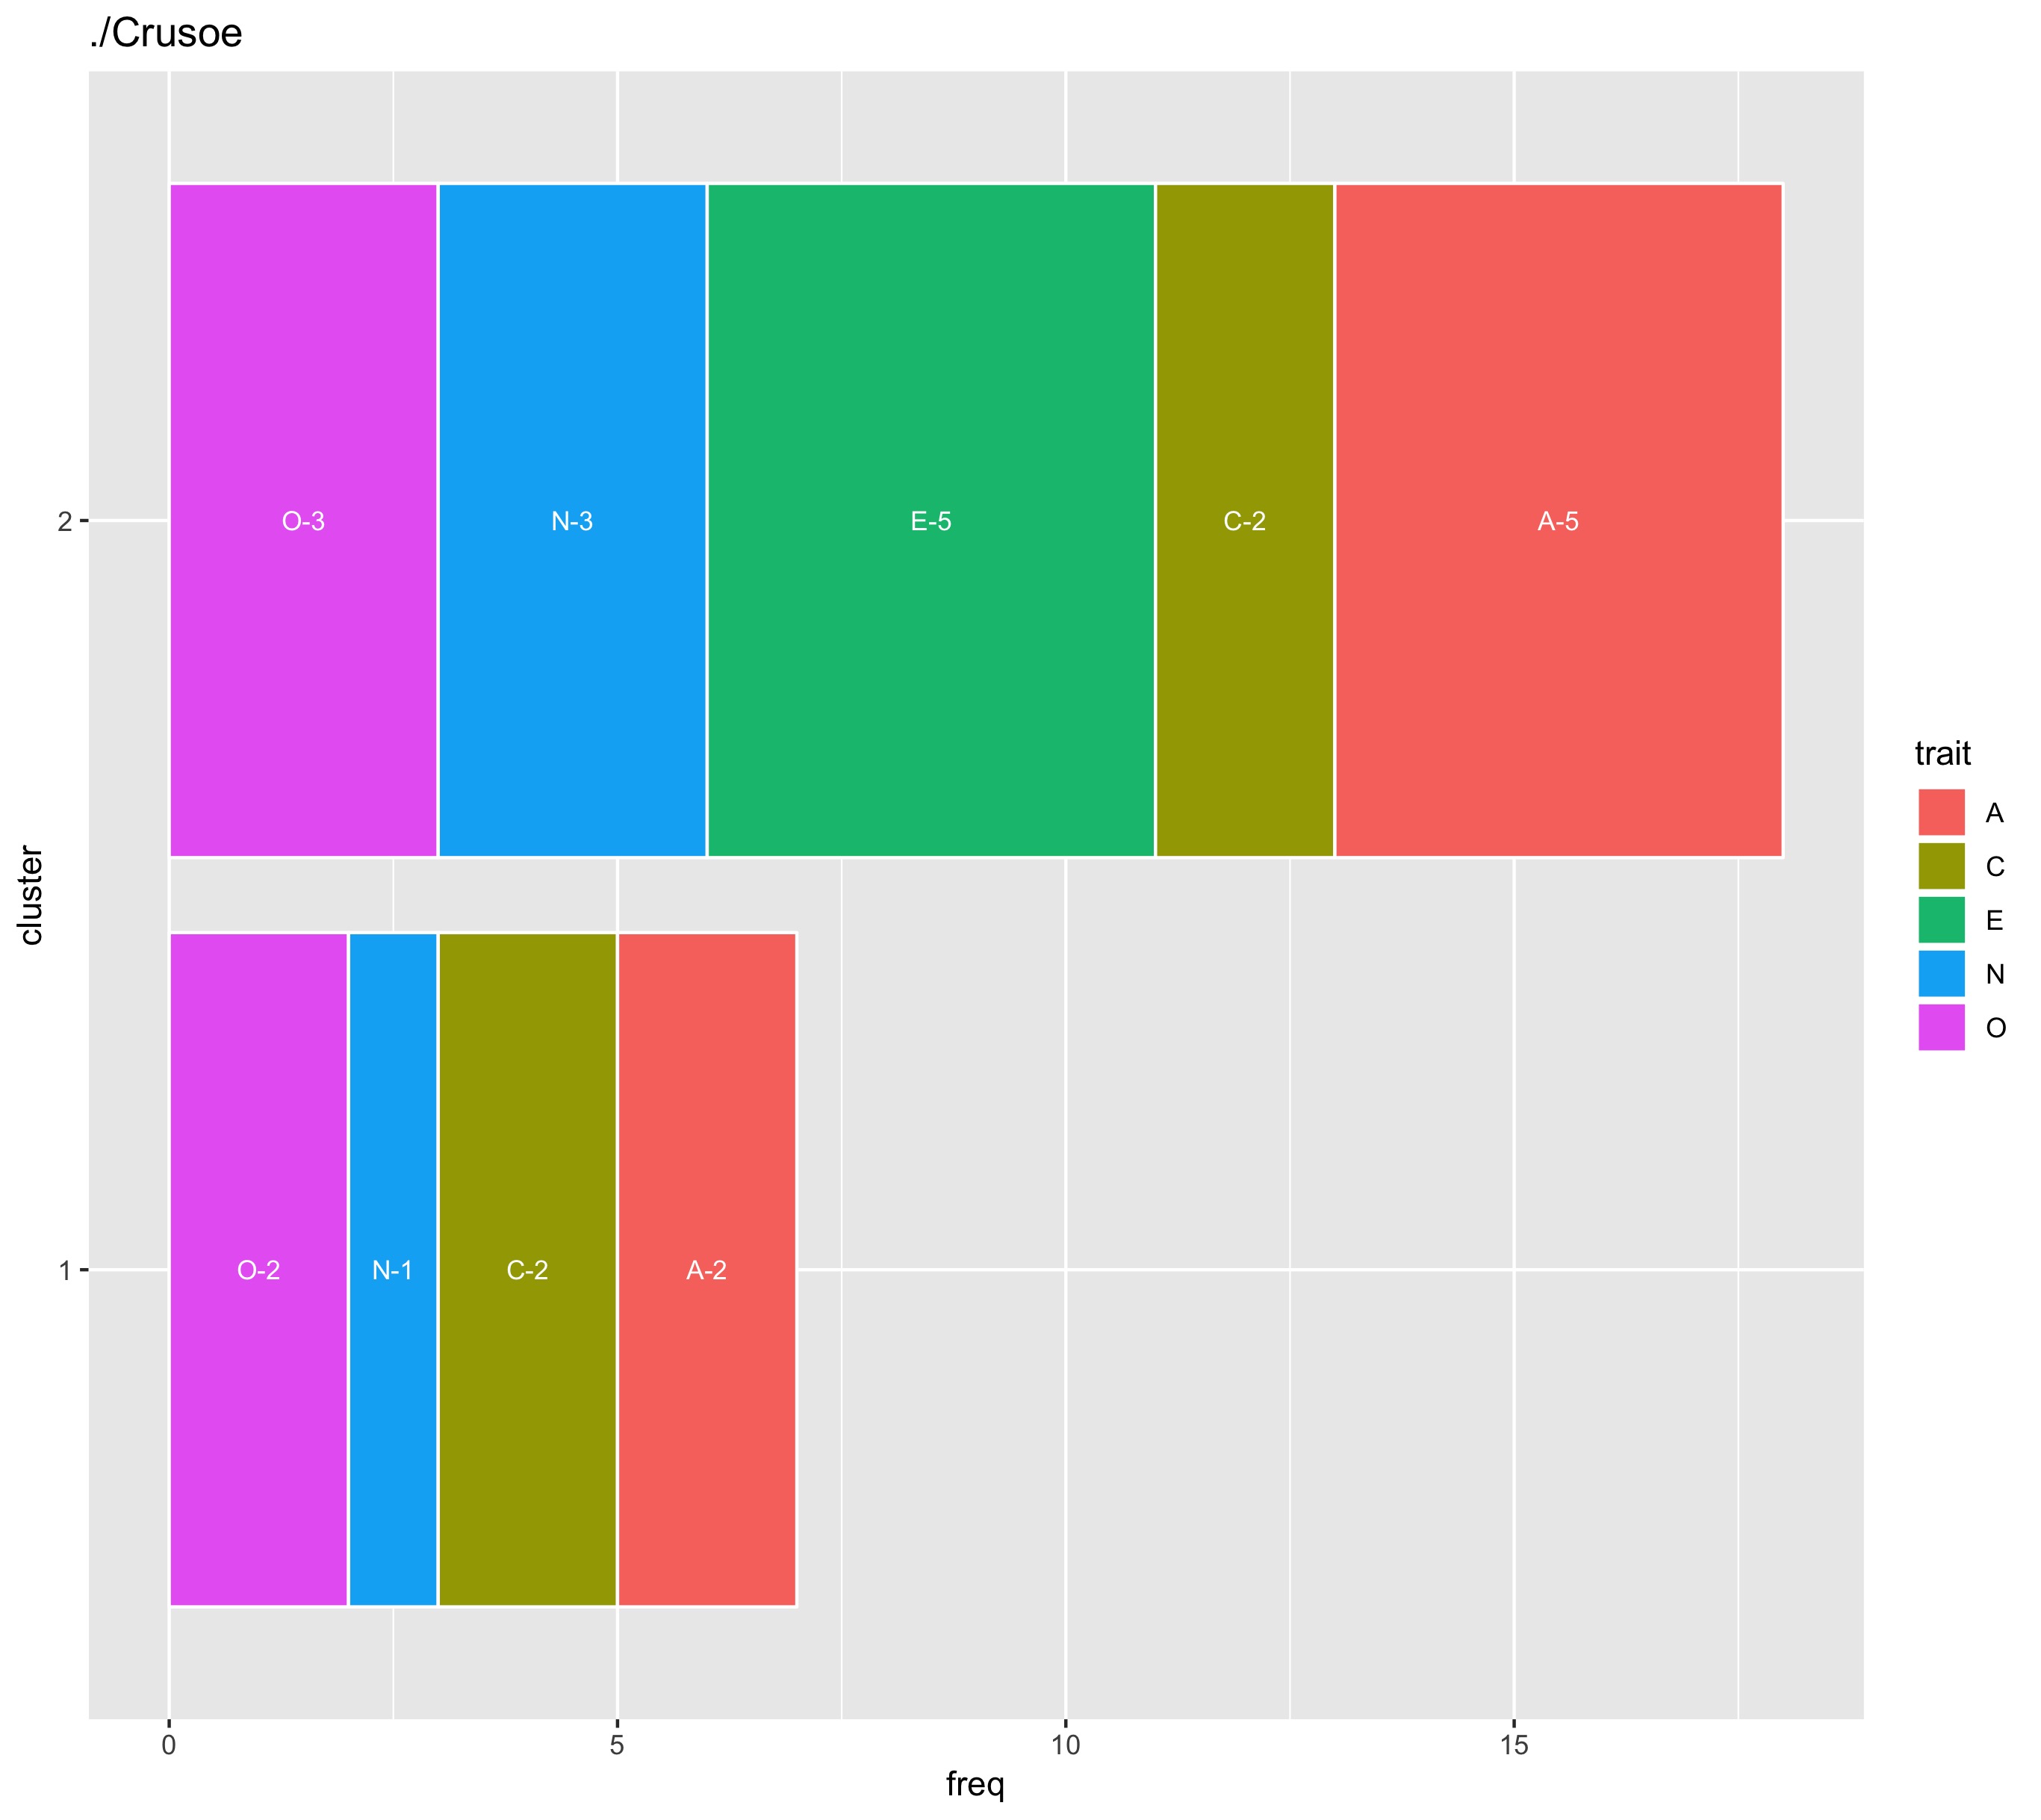 ./Crusoe
2
O-3 N-3 E-5 C-2 A-5
cluster
1
O-2 N-1 C-2 A-2
0 5 10 15
freq
trait
A
C
E
N
O